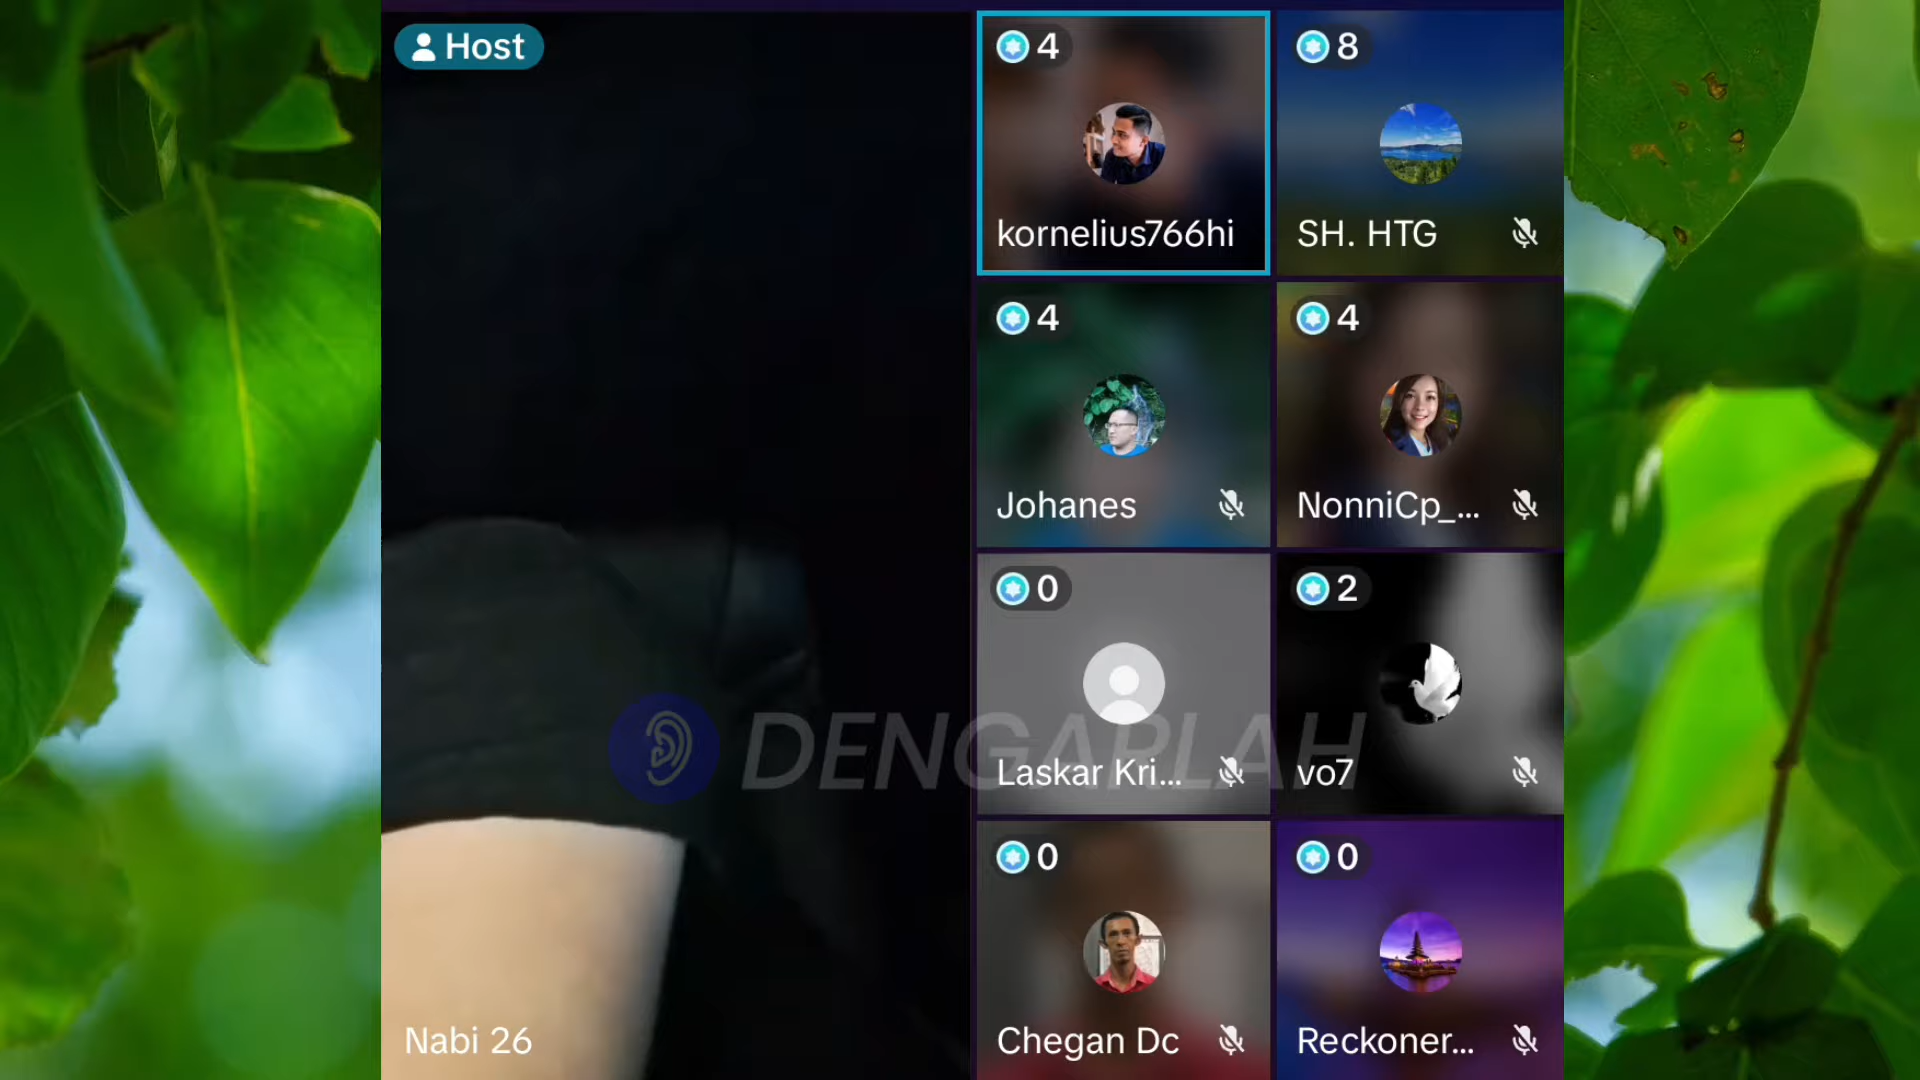 Host
4
8
kornelius766hi
SH. HTG
4
4
Johanes
NonniCp_...
0
2
DENGARLAH
Laskar Kri...
vo7
0
0
Nabi 26
Chegan Dc
Reckoner...